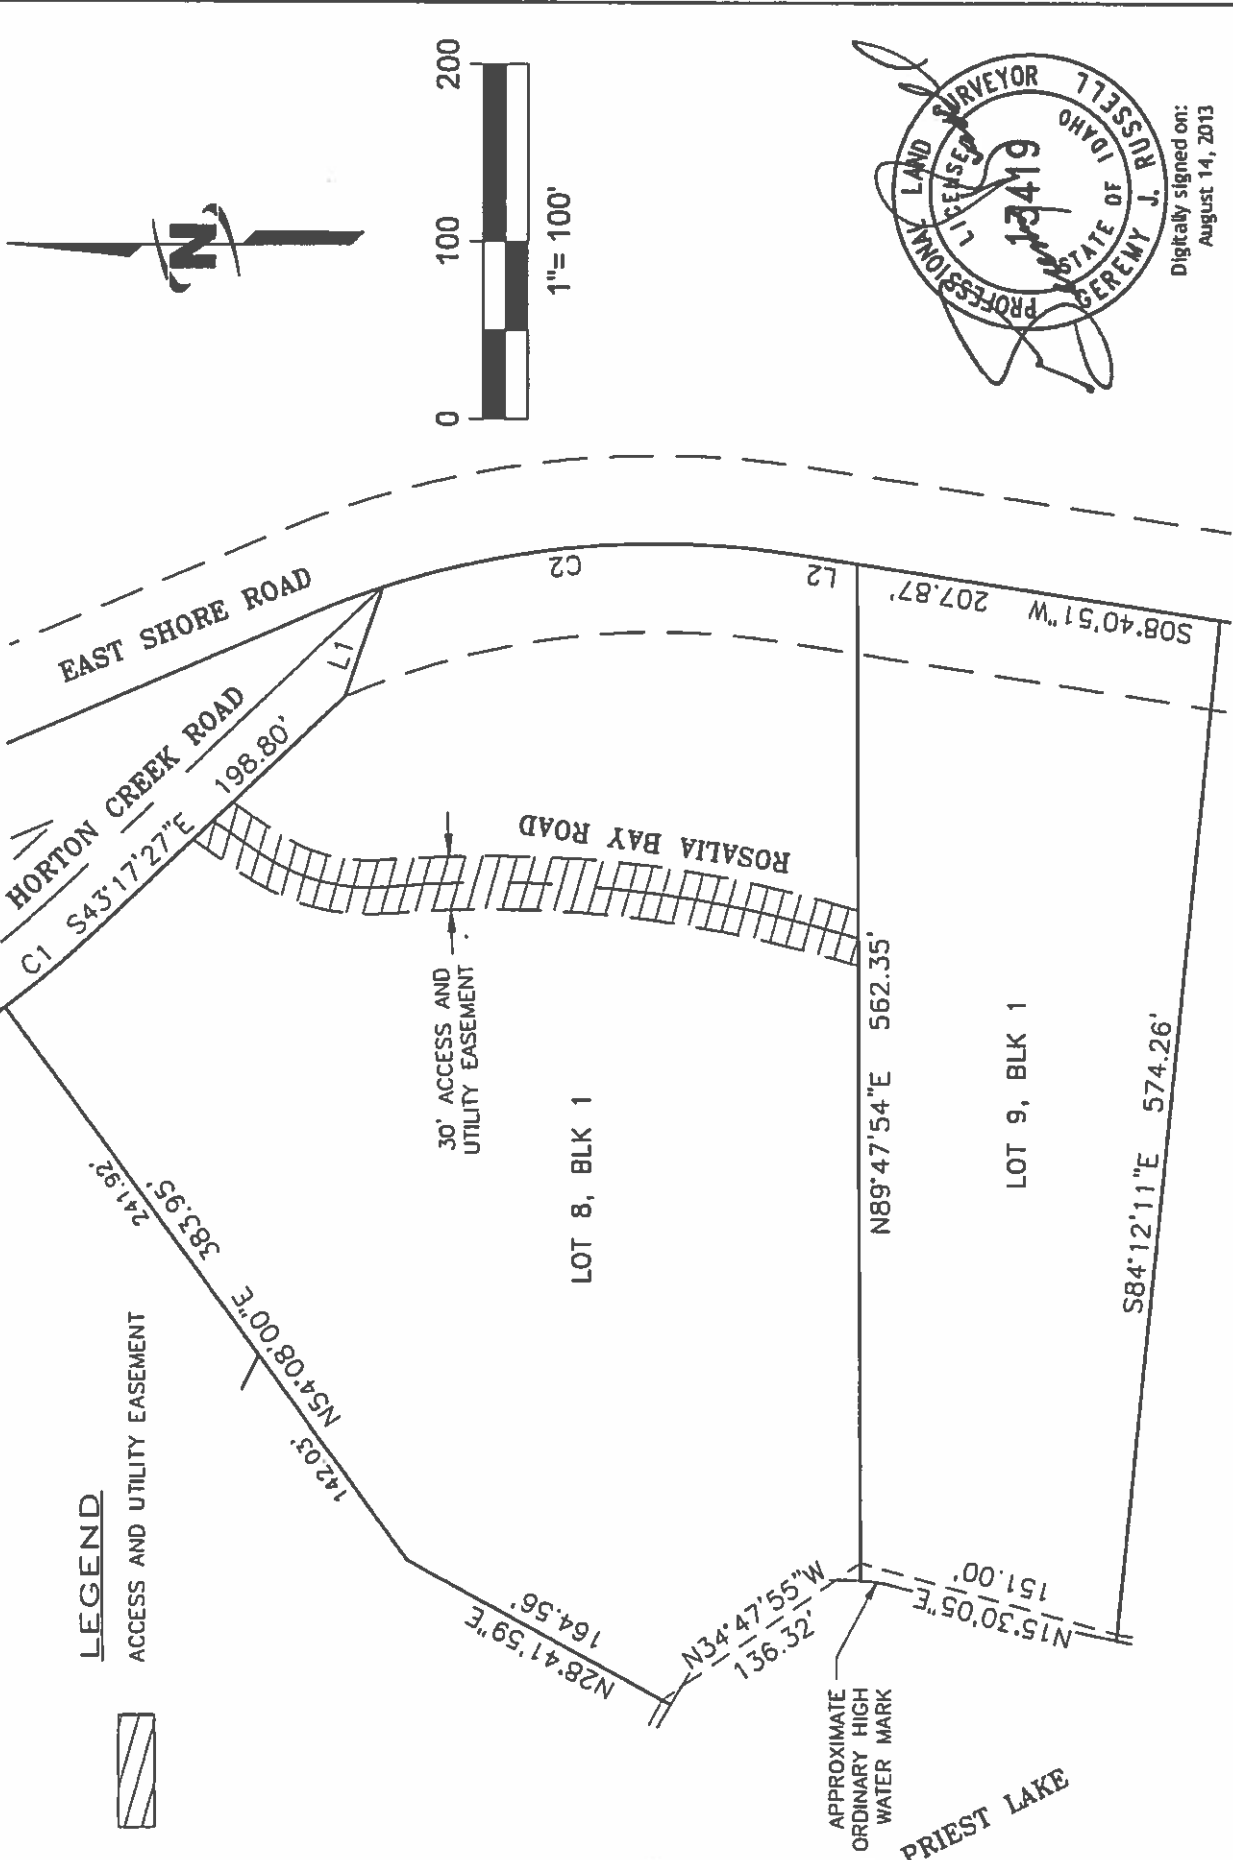 LEGEND
ACCESS AND UTILITY EASEMENT
N
0 100 200
1"= 100'
PROFESSIONAL LAND SURVEYOR
LICENSED
13419
STATE OF IDAHO
GEREMY J. RUSSELL
Digitally signed on:
August 14, 2013
EAST SHORE ROAD
HORTON CREEK ROAD
C1 S43°17'27"E 198.80'
L1
C2
L2
S08°40'51"W 207.87'
ROSALIA BAY ROAD
30' ACCESS AND
UTILITY EASEMENT
241.92'
N54°08'00"E 383.95'
142.03'
LOT 8, BLK 1
N28°41'59"E
164.56'
N34°47'55"W
136.32'
N89°47'54"E 562.35'
LOT 9, BLK 1
N15°30'05"E
151.00'
S84°12'11"E 574.26'
APPROXIMATE
ORDINARY HIGH
WATER MARK
PRIEST LAKE